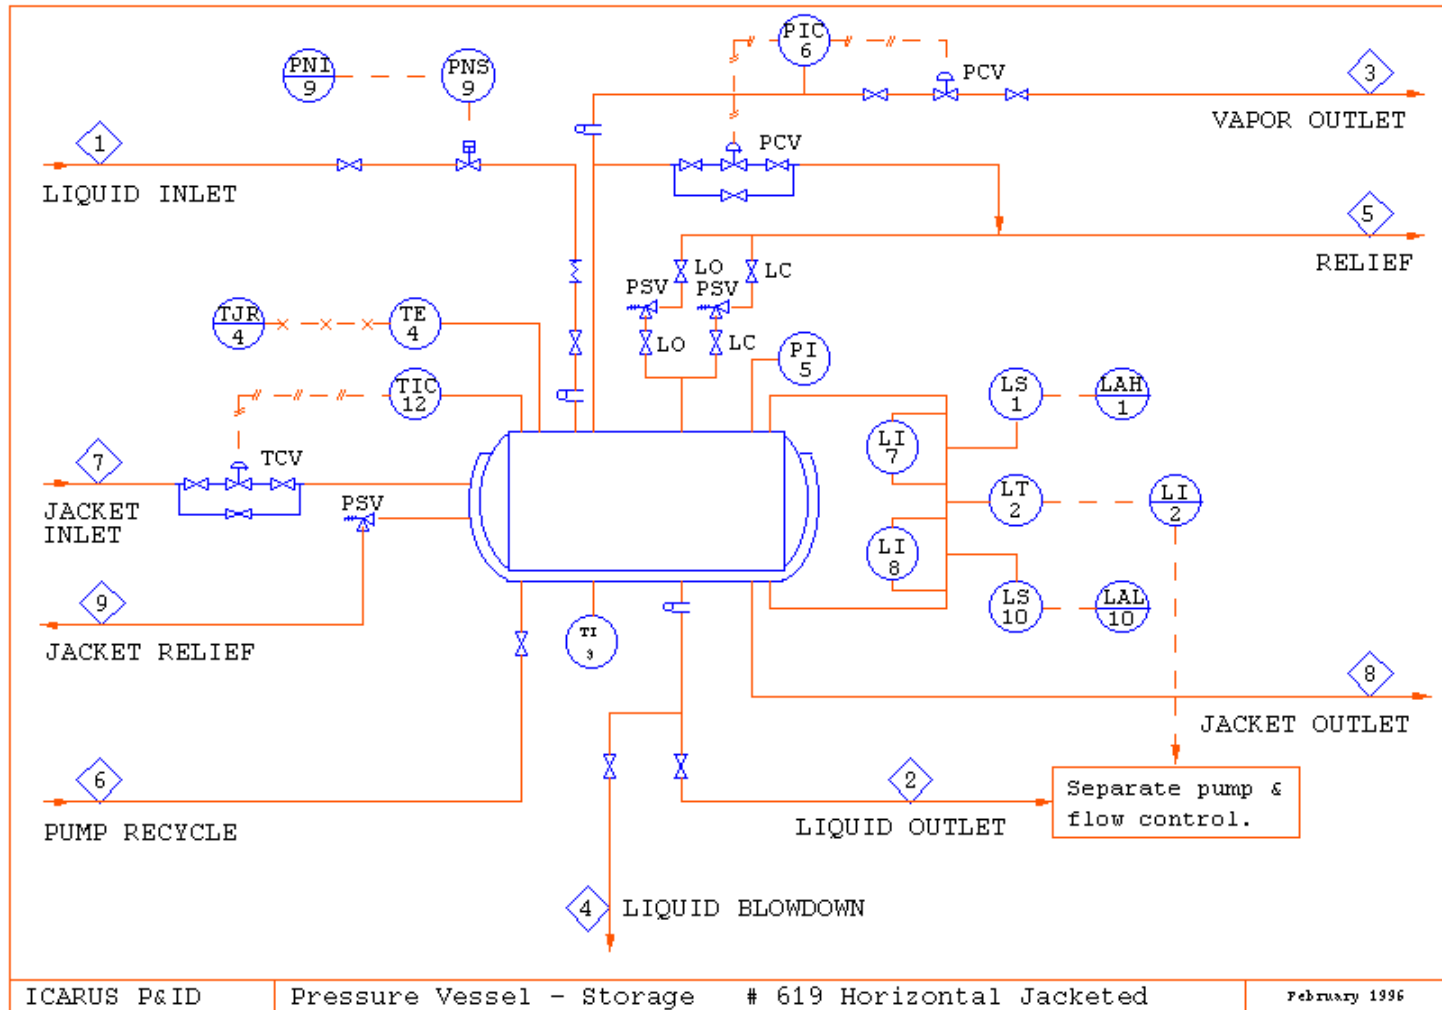 PIC
6
PNI
9
PNS
9
PCV
3
VAPOR OUTLET
1
LIQUID INLET
PCV
5
RELIEF
LO
LC
PSV
PSV
LO
LC
TJR
4
TE
4
PI
5
TIC
12
LS
1
LAH
1
LI
7
7
TCV
JACKET
INLET
PSV
LT
2
LI
2
LI
8
LS
10
LAL
10
9
JACKET RELIEF
TI
3
8
JACKET OUTLET
6
PUMP RECYCLE
2
LIQUID OUTLET
Separate pump &
flow control.
4
LIQUID BLOWDOWN
ICARUS P&ID
Pressure Vessel - Storage # 619 Horizontal Jacketed
February 1996